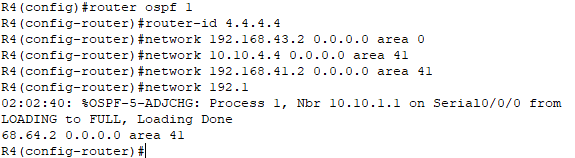 R4(config)#router ospf 1
R4(config-router)#router-id 4.4.4.4
R4(config-router)#network 192.168.43.2 0.0.0.0 area 0
R4(config-router)#network 10.10.4.4 0.0.0.0 area 41
R4(config-router)#network 192.168.41.2 0.0.0.0 area 41
R4(config-router)#network 192.1
02:02:40: %OSPF-5-ADJCHG: Process 1, Nbr 10.10.1.1 on Serial0/0/0 from
LOADING to FULL, Loading Done
68.64.2 0.0.0.0 area 41
R4(config-router)#